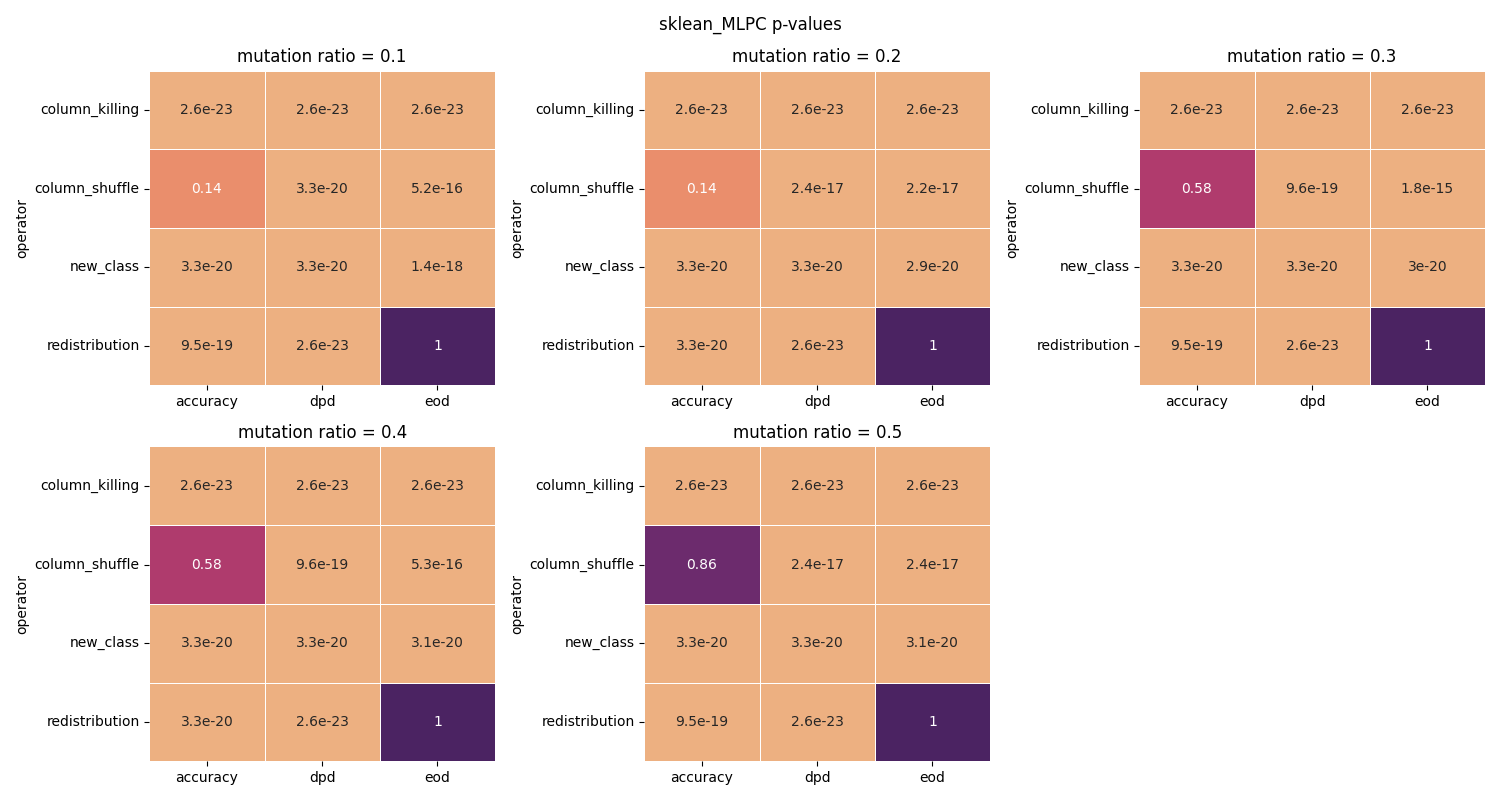 sklean_MLPC p-values
mutation ratio = 0.1
column_killing 2.6e-23 2.6e-23 2.6e-23
column_shuffle 0.14 3.3e-20 5.2e-16
new_class 3.3e-20 3.3e-20 1.4e-18
redistribution 9.5e-19 2.6e-23 1
operator
accuracy dpd eod
mutation ratio = 0.2
column_killing 2.6e-23 2.6e-23 2.6e-23
column_shuffle 0.14 2.4e-17 2.2e-17
new_class 3.3e-20 3.3e-20 2.9e-20
redistribution 3.3e-20 2.6e-23 1
operator
accuracy dpd eod
mutation ratio = 0.3
column_killing 2.6e-23 2.6e-23 2.6e-23
column_shuffle 0.58 9.6e-19 1.8e-15
new_class 3.3e-20 3.3e-20 3e-20
redistribution 9.5e-19 2.6e-23 1
operator
accuracy dpd eod
mutation ratio = 0.4
column_killing 2.6e-23 2.6e-23 2.6e-23
column_shuffle 0.58 9.6e-19 5.3e-16
new_class 3.3e-20 3.3e-20 3.1e-20
redistribution 3.3e-20 2.6e-23 1
operator
accuracy dpd eod
mutation ratio = 0.5
column_killing 2.6e-23 2.6e-23 2.6e-23
column_shuffle 0.86 2.4e-17 2.4e-17
new_class 3.3e-20 3.3e-20 3.1e-20
redistribution 9.5e-19 2.6e-23 1
operator
accuracy dpd eod